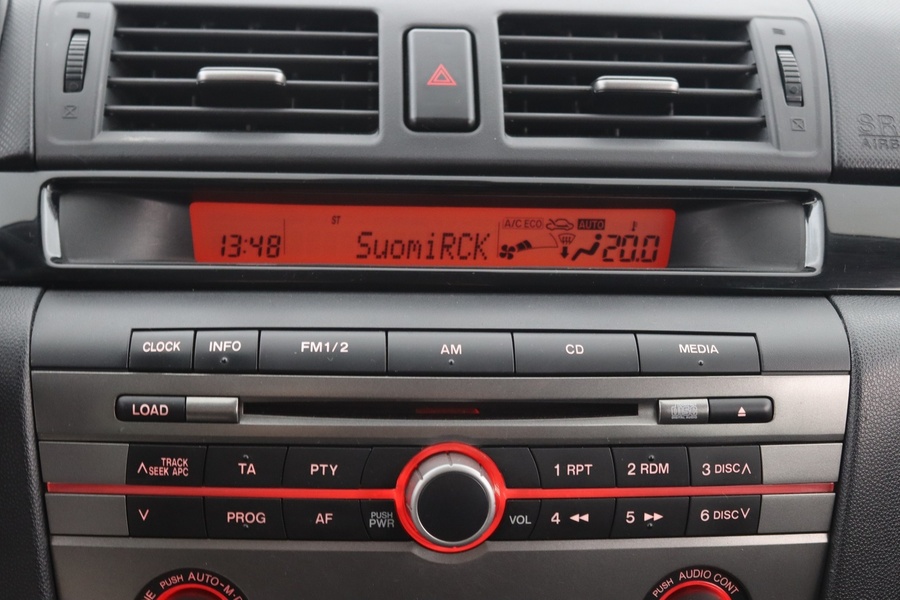 SR
AIRB
ST
A/C ECO AUTO
13:48 SuomiRCK 20.0
CLOCK INFO FM1/2 AM CD MEDIA
LOAD
TRACK
SEEK APC
TA PTY 1 RPT 2 RDM 3 DISC
PROG AF PUSH
PWR VOL 4 5 6 DISC
PUSH AUTO-M-D
PUSH AUDIO CONT